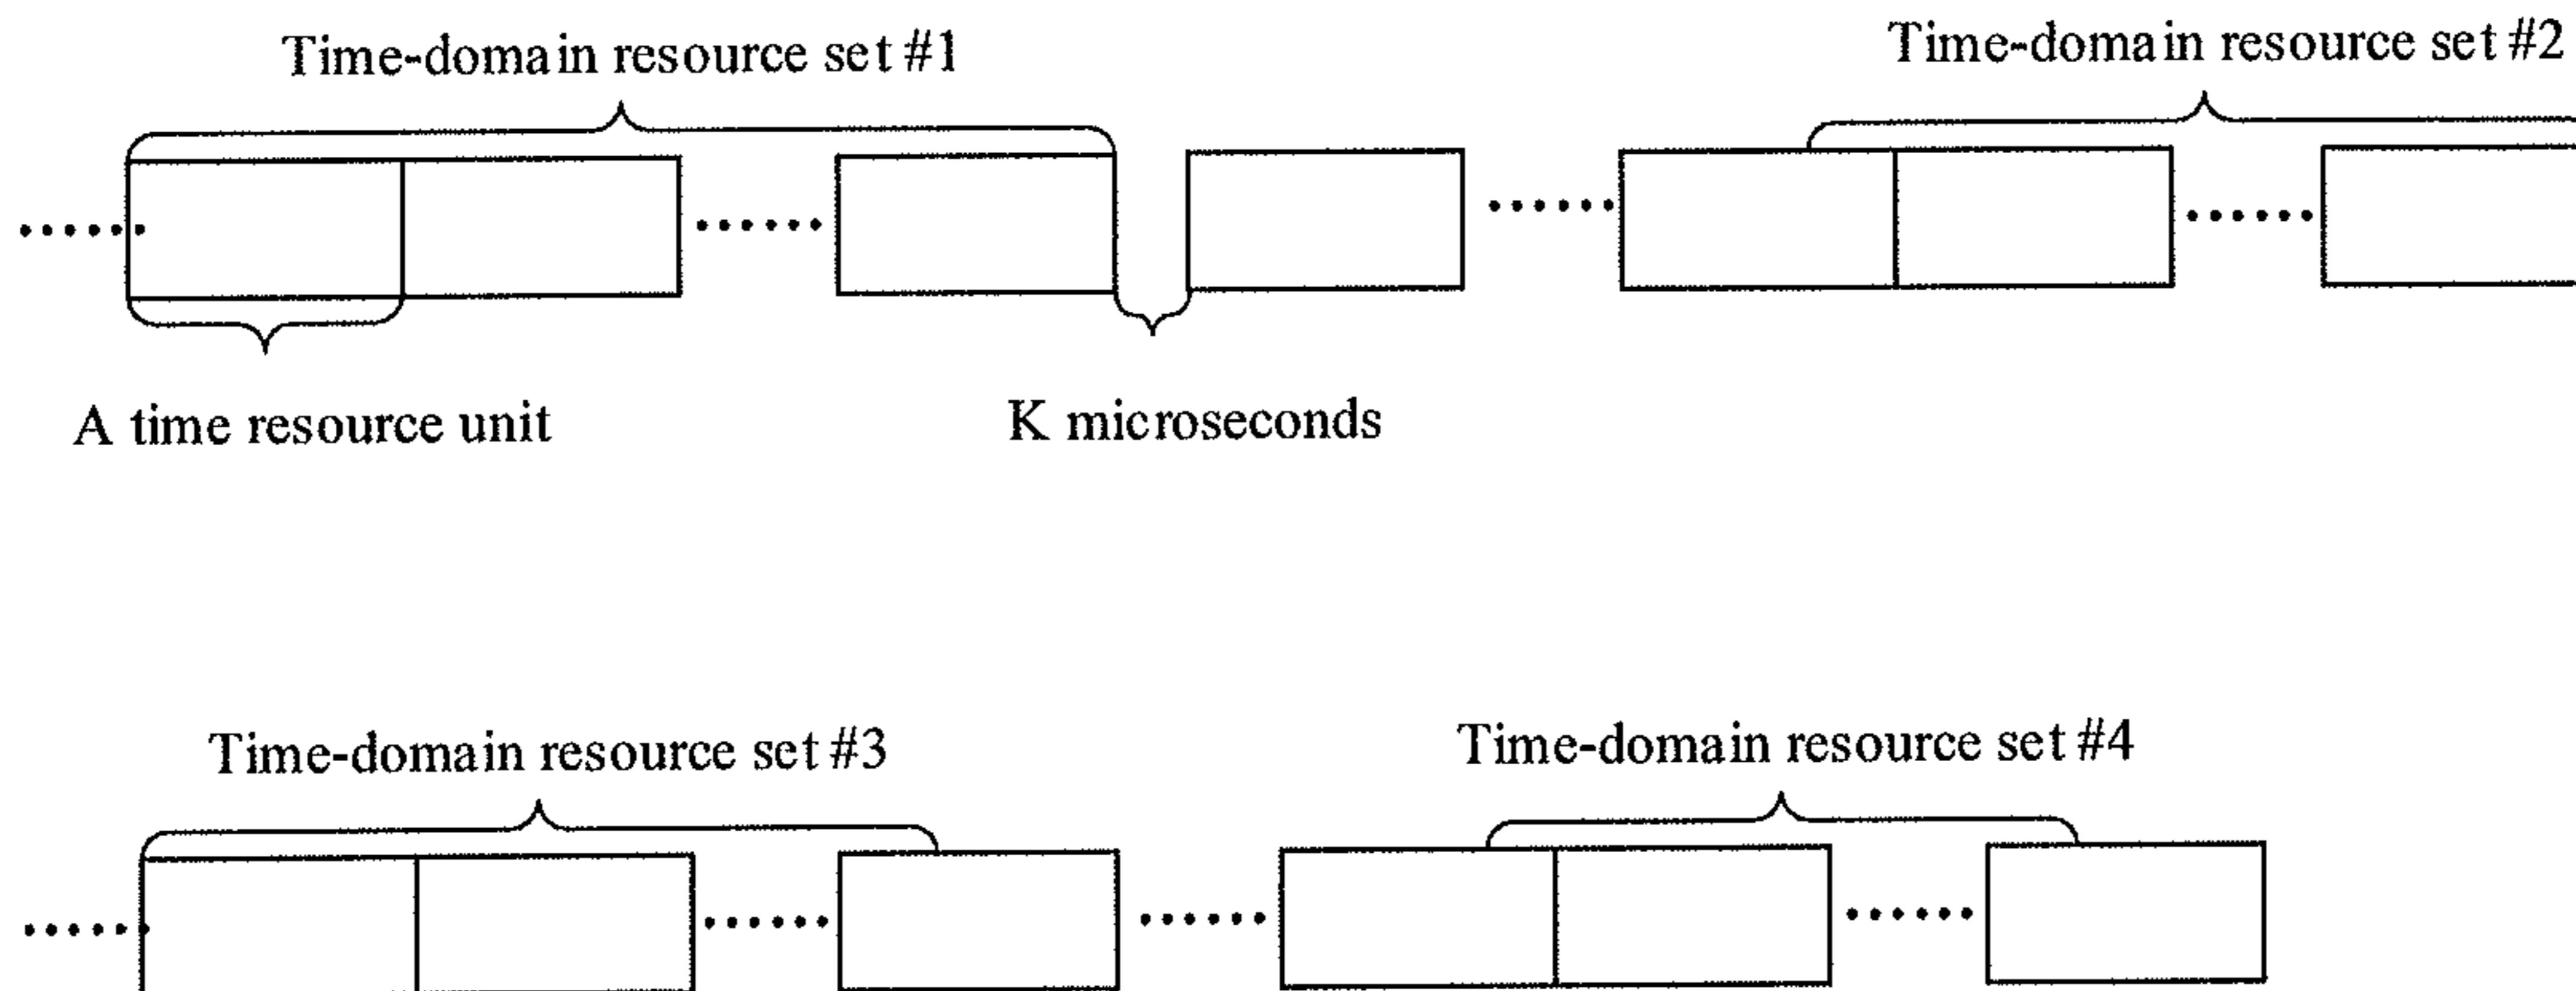 Time-domain resource set #1
Time-domain resource set #2
A time resource unit
K microseconds
Time-domain resource set #3
Time-domain resource set #4